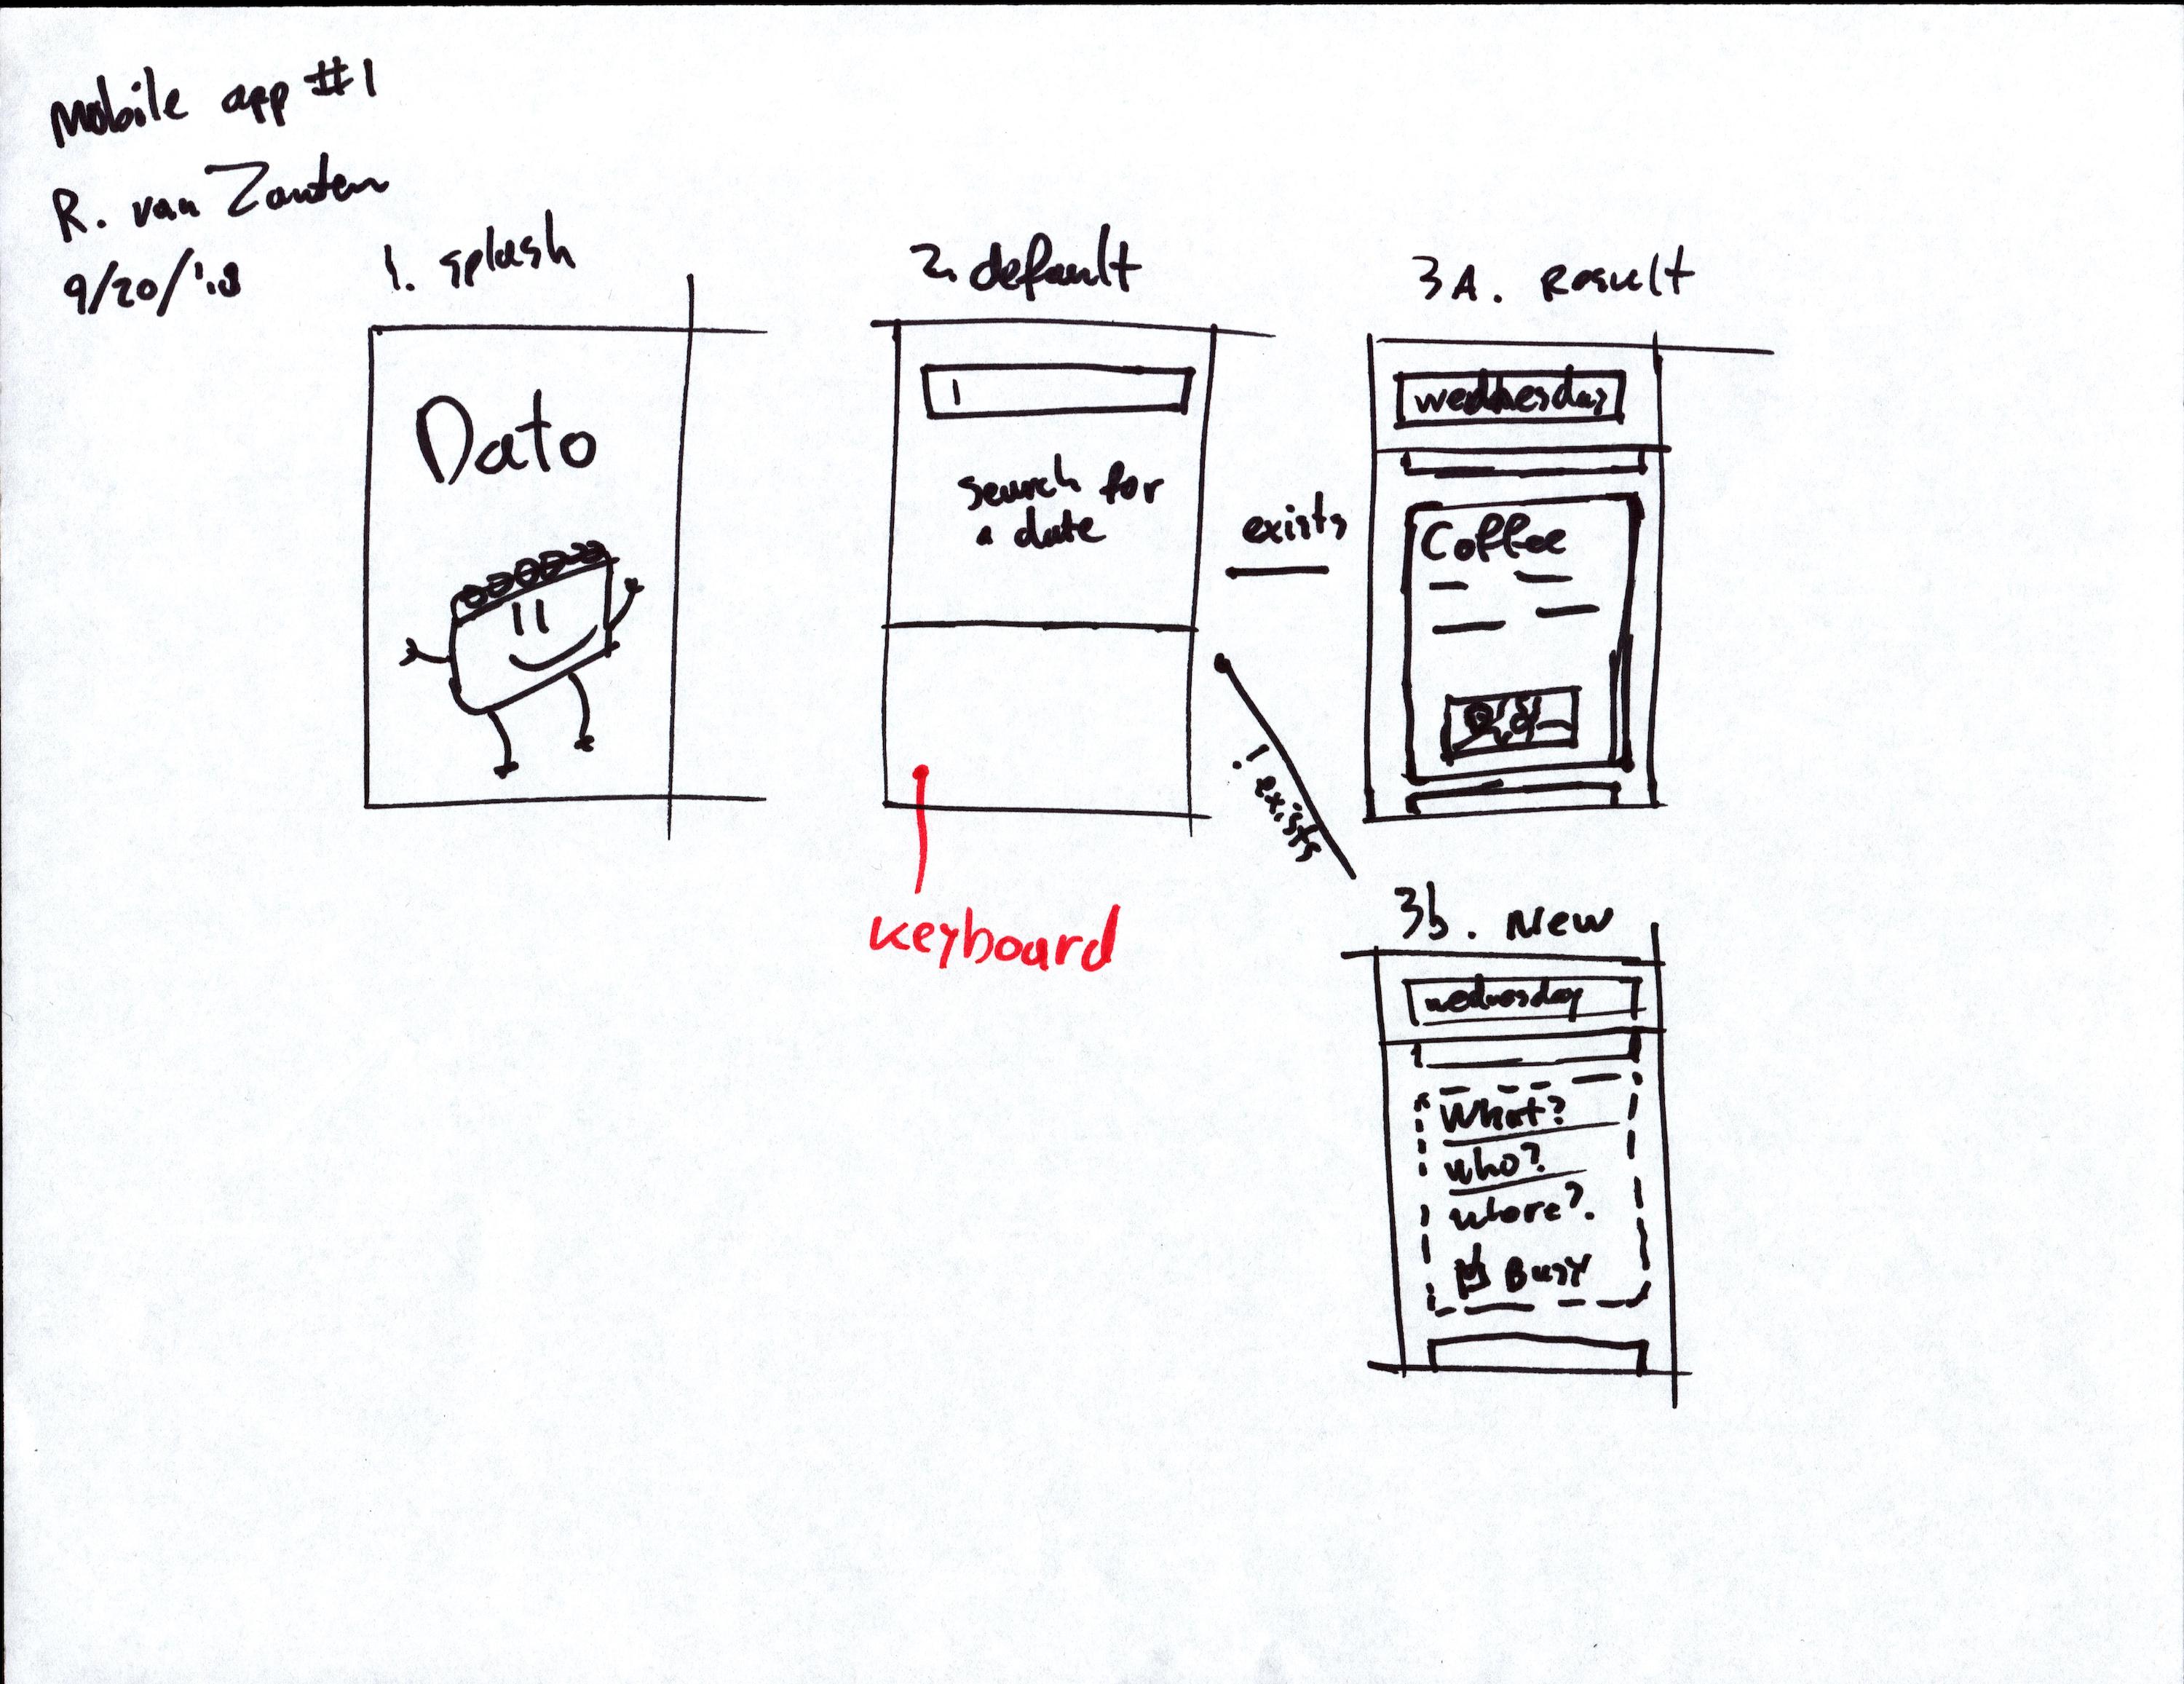 Mobile app #1
R. van Zanten
9/20/'18
1. splash
Dato
2. default
search for
a date
keyboard
exists
! exists
3A. Result
wednesday
Coffee
3b. New
wednesday
What?
who?
where?
Busy